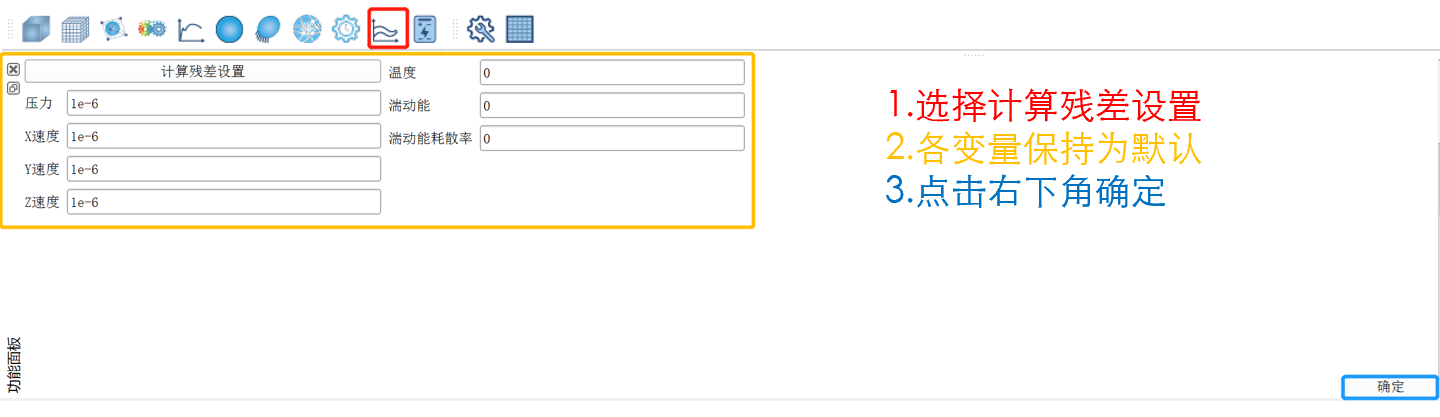 计算残差设置
压力 1e-6
X速度 1e-6
Y速度 1e-6
Z速度 1e-6
温度 0
湍动能 0
湍动能耗散率 0
1.选择计算残差设置
2.各变量保持为默认
3.点击右下角确定
功能面板
确定